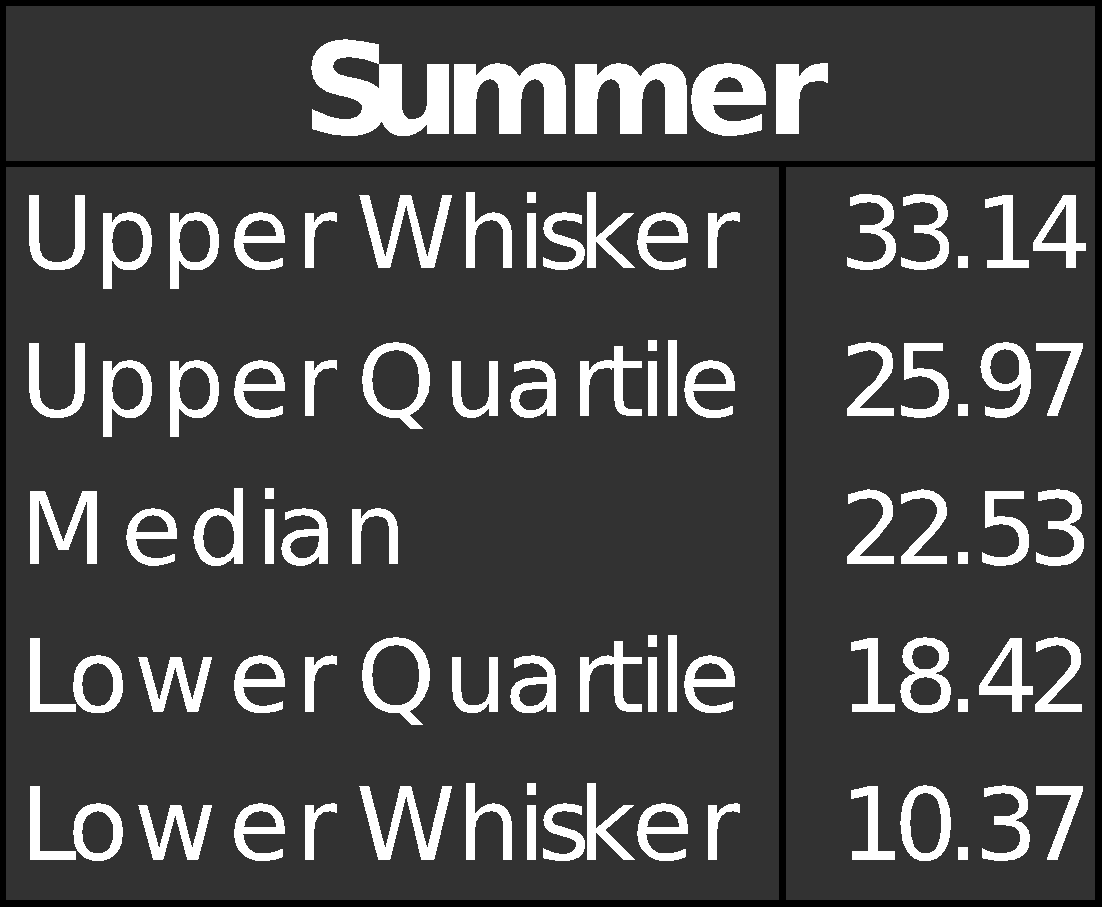 Summer
Upper Whisker 33.14
Upper Quartile 25.97
Median 22.53
Lower Quartile 18.42
Lower Whisker 10.37